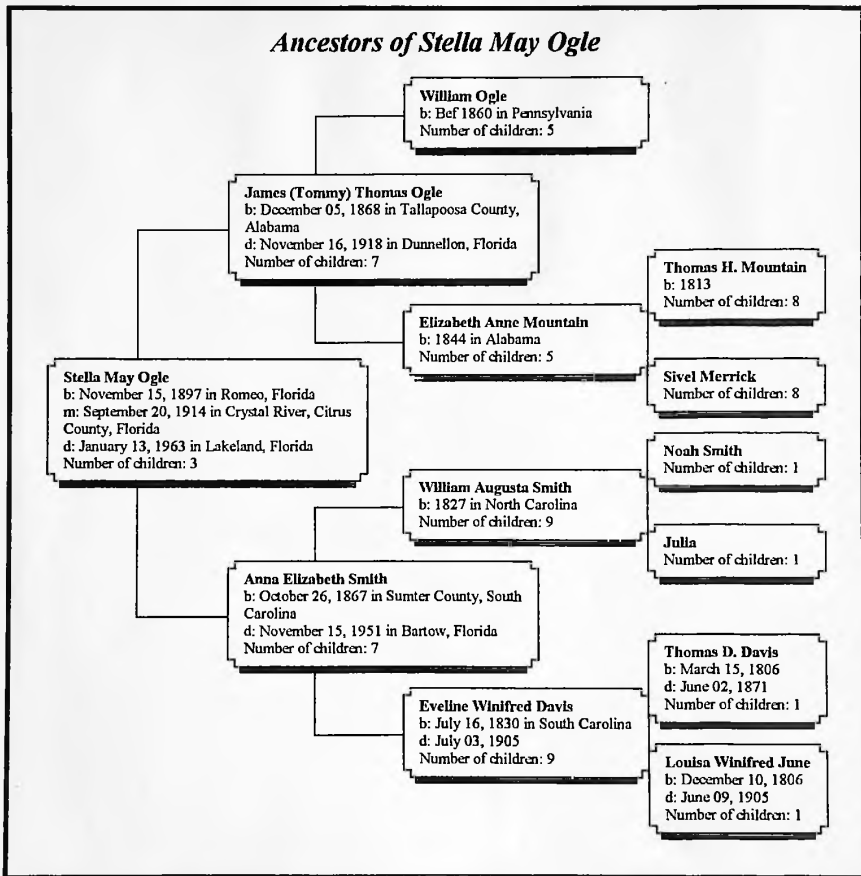 Ancestors of Stella May Ogle
William Ogle
b: Bef 1860 in Pennsylvania
Number of children: 5
James (Tommy) Thomas Ogle
b: December 05, 1868 in Tallapoosa County,
Alabama
d: November 16, 1918 in Dunnellon, Florida
Number of children: 7
Thomas H. Mountain
b: 1813
Number of children: 8
Elizabeth Anne Mountain
b: 1844 in Alabama
Number of children: 5
Sivel Merrick
Number of children: 8
Stella May Ogle
b: November 15, 1897 in Romeo, Florida
m: September 20, 1914 in Crystal River, Citrus
County, Florida
d: January 13, 1963 in Lakeland, Florida
Number of children: 3
Noah Smith
Number of children: 1
William Augusta Smith
b: 1827 in North Carolina
Number of children: 9
Julia
Number of children: 1
Anna Elizabeth Smith
b: October 26, 1867 in Sumter County, South
Carolina
d: November 15, 1951 in Bartow, Florida
Number of children: 7
Thomas D. Davis
b: March 15, 1806
d: June 02, 1871
Number of children: 1
Eveline Winifred Davis
b: July 16, 1830 in South Carolina
d: July 03, 1905
Number of children: 9
Louisa Winifred June
b: December 10, 1806
d: June 09, 1905
Number of children: 1